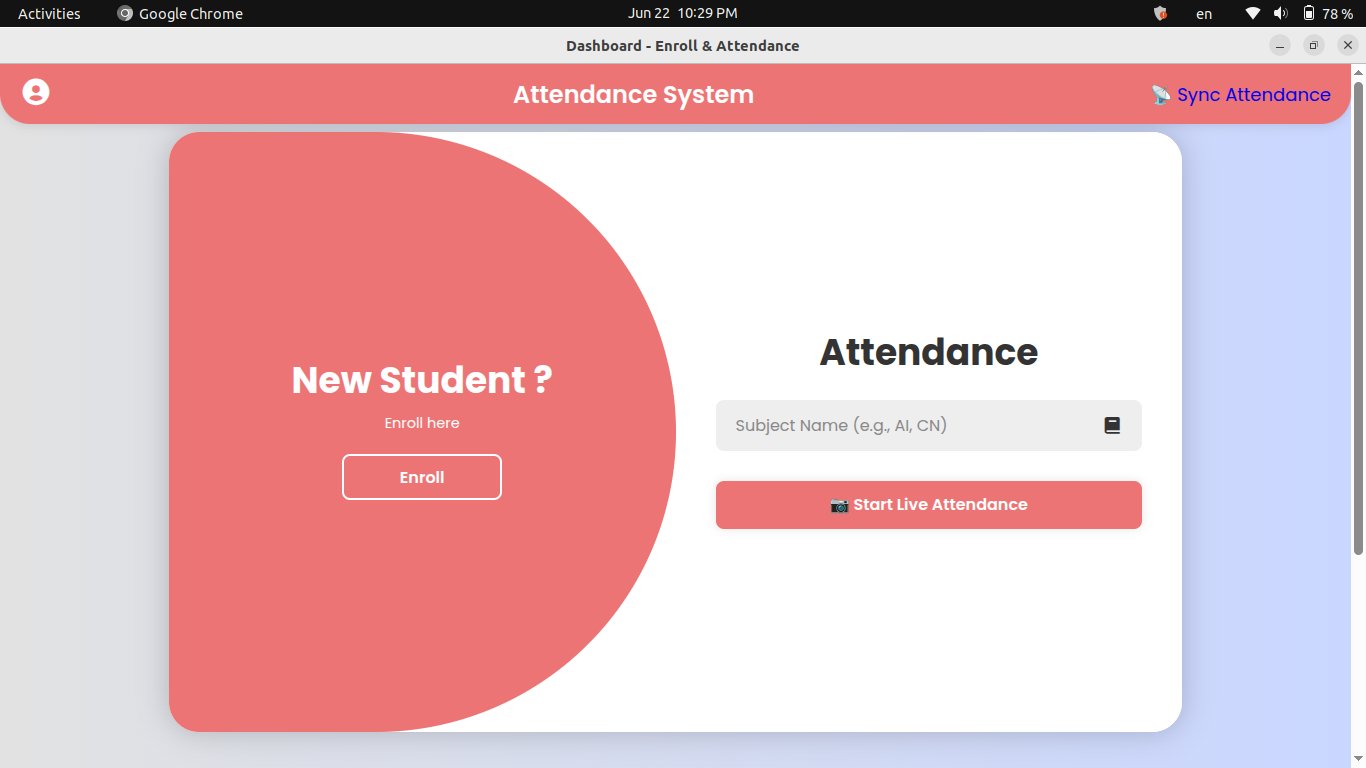 Activities
Google Chrome
Jun 22 10:29 PM
en
78 %
Dashboard - Enroll & Attendance
Attendance System
📡 Sync Attendance
New Student ?
Enroll here
Enroll
Attendance
Subject Name (e.g., AI, CN)
📷 Start Live Attendance